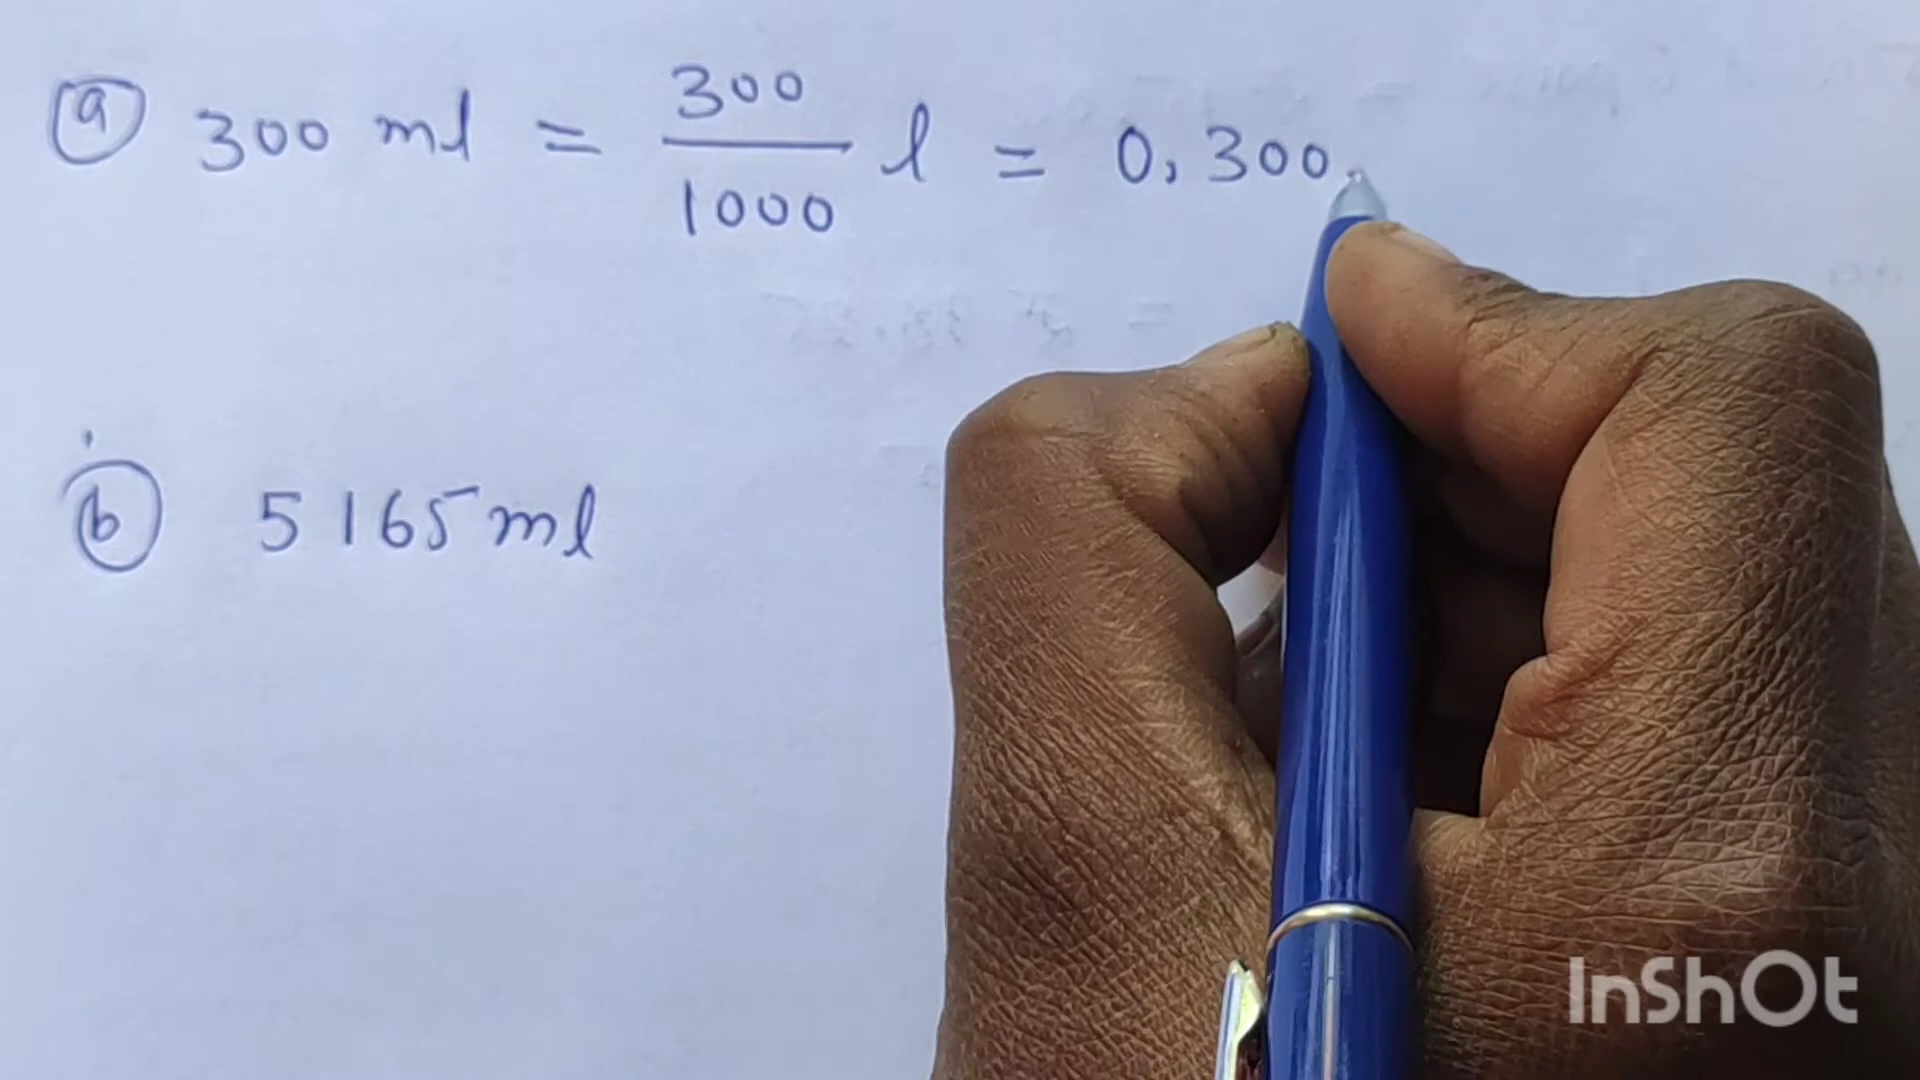 (a) 300 ml = 300/1000 l = 0,300
(b) 5165 ml
InShOt